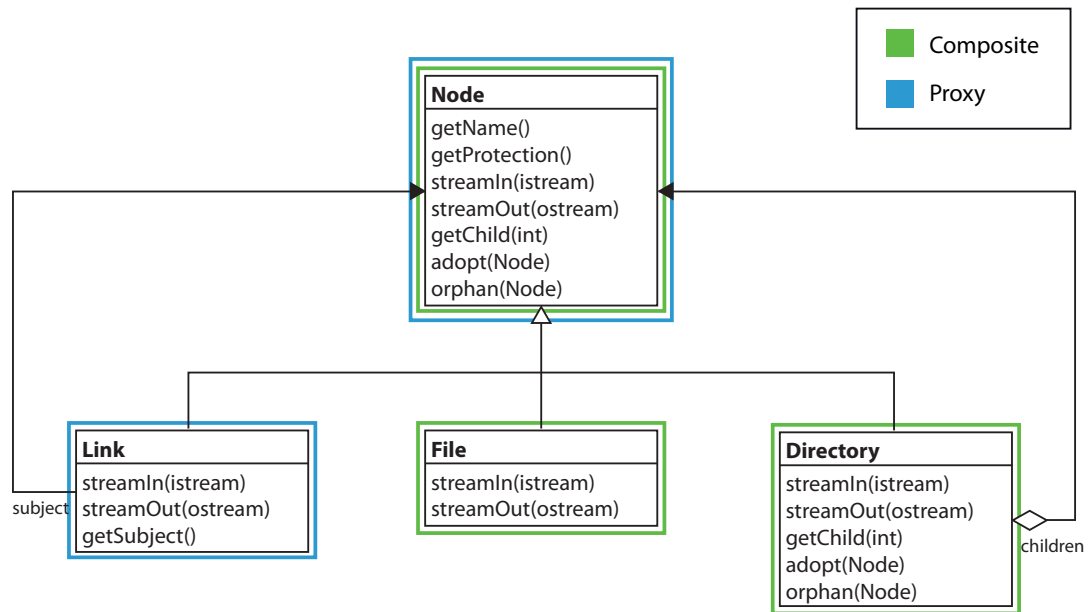 Composite
Proxy
Node
getName()
getProtection()
streamIn(istream)
streamOut(ostream)
getChild(int)
adopt(Node)
orphan(Node)
subject
Link
streamIn(istream)
streamOut(ostream)
getSubject()
File
streamIn(istream)
streamOut(ostream)
Directory
streamIn(istream)
streamOut(ostream)
getChild(int)
adopt(Node)
orphan(Node)
children